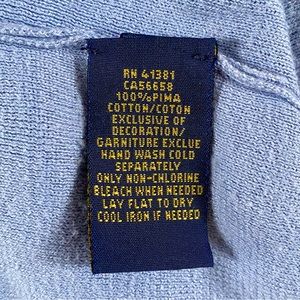 RN 41381
CA56658
100%PIMA
COTTON/COTON
EXCLUSIVE OF
DECORATION/
GARNITURE EXCLUE
HAND WASH COLD
SEPARATELY
ONLY NON-CHLORINE
BLEACH WHEN NEEDED
LAY FLAT TO DRY
COOL IRON IF NEEDED